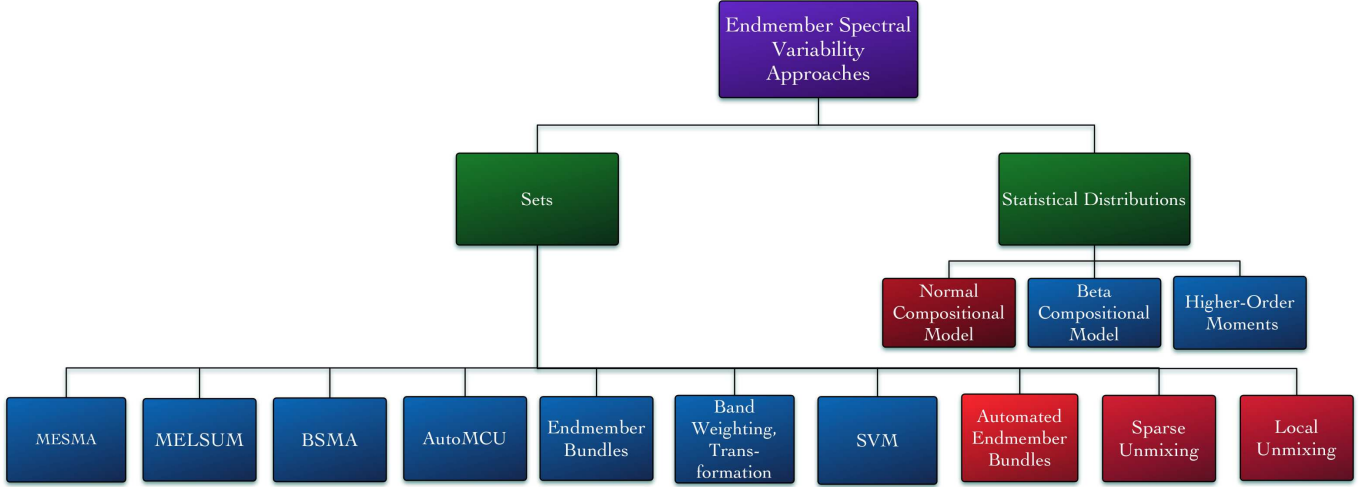 Endmember Spectral
Variability
Approaches
Sets
Statistical Distributions
Normal
Compositional
Model
Beta
Compositional
Model
Higher-Order
Moments
MESMA
MELSUM
BSMA
AutoMCU
Endmember
Bundles
Band
Weighting,
Trans-
formation
SVM
Automated
Endmember
Bundles
Sparse
Unmixing
Local
Unmixing